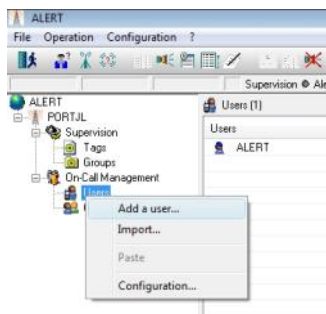 ALERT
File Operation Configuration ?
Supervision Ale
ALERT
PORTJL
Supervision
Tags
Groups
On-Call Management
Users
Users (1)
Users
ALERT
Add a user...
Import...
Paste
Configuration...